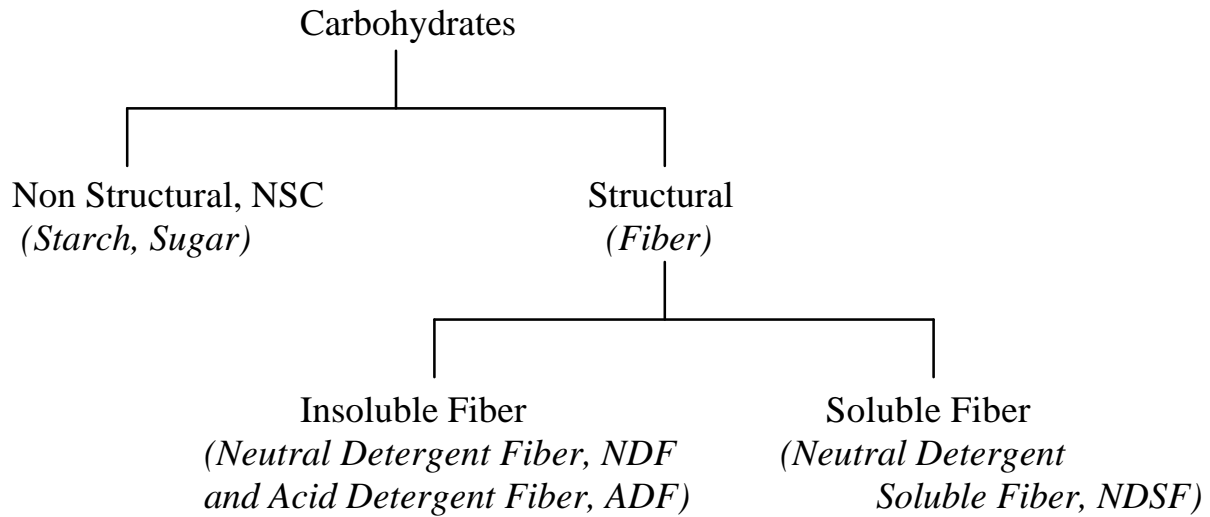 Carbohydrates
Non Structural, NSC
(Starch, Sugar)
Structural
(Fiber)
Insoluble Fiber
(Neutral Detergent Fiber, NDF
and Acid Detergent Fiber, ADF)
Soluble Fiber
(Neutral Detergent
Soluble Fiber, NDSF)